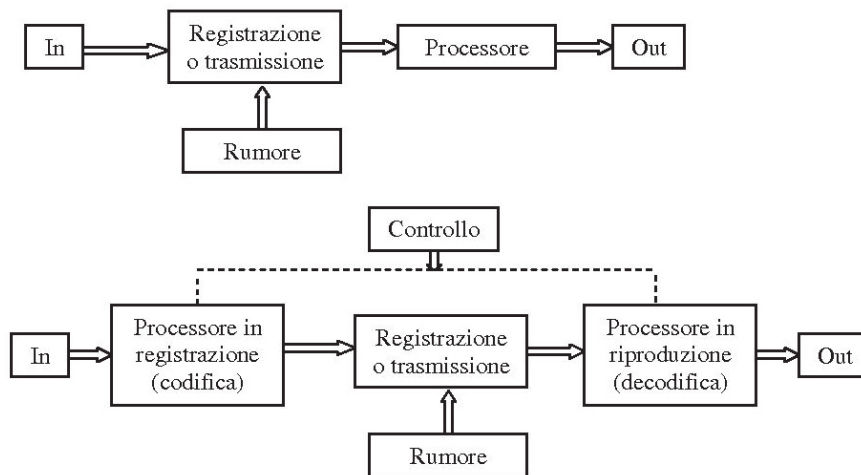 In
Registrazione
o trasmissione
Processore
Out
Rumore
Controllo
In
Processore in
registrazione
(codifica)
Registrazione
o trasmissione
Processore in
riproduzione
(decodifica)
Out
Rumore